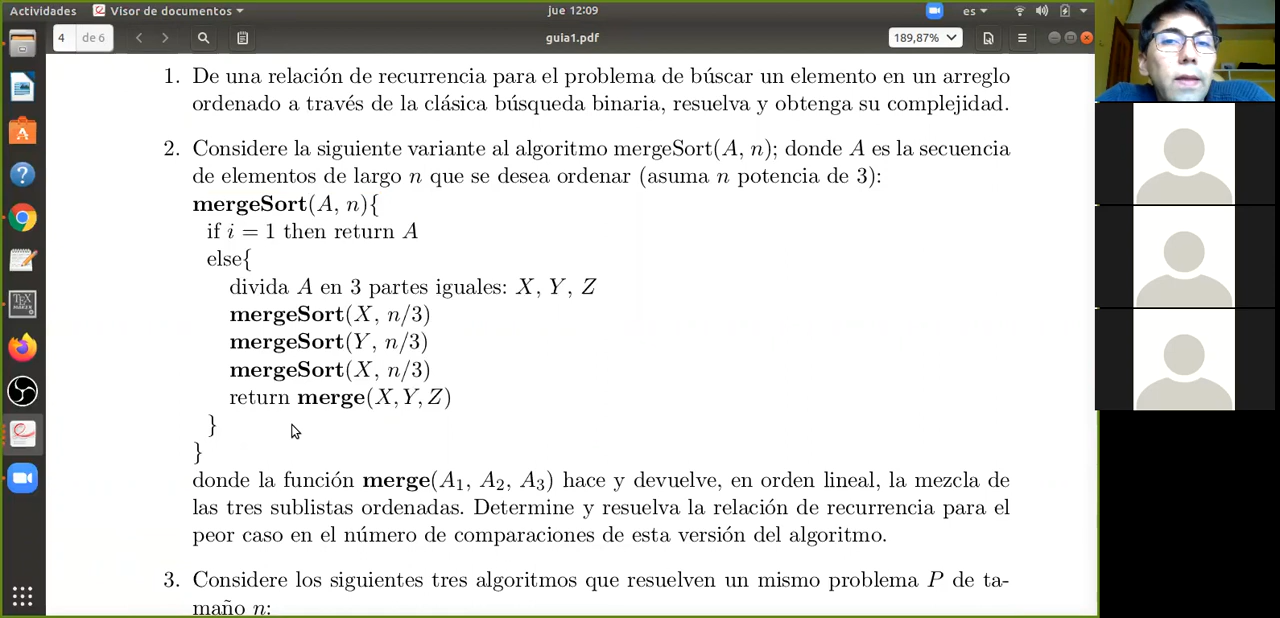 Actividades
Visor de documentos
jue 12:09
es
4
de 6
guia1.pdf
189,87%
1. De una relación de recurrencia para el problema de búscar un elemento en un arreglo
ordenado a través de la clásica búsqueda binaria, resuelva y obtenga su complejidad.
2. Considere la siguiente variante al algoritmo mergeSort(A, n); donde A es la secuencia
de elementos de largo n que se desea ordenar (asuma n potencia de 3):
mergeSort(A, n){
if i = 1 then return A
else{
divida A en 3 partes iguales: X, Y, Z
mergeSort(X, n/3)
mergeSort(Y, n/3)
mergeSort(X, n/3)
return merge(X, Y, Z)
}
}
donde la función merge(A₁, A₂, A₃) hace y devuelve, en orden lineal, la mezcla de
las tres sublistas ordenadas. Determine y resuelva la relación de recurrencia para el
peor caso en el número de comparaciones de esta versión del algoritmo.
3. Considere los siguientes tres algoritmos que resuelven un mismo problema P de ta-
maño n: